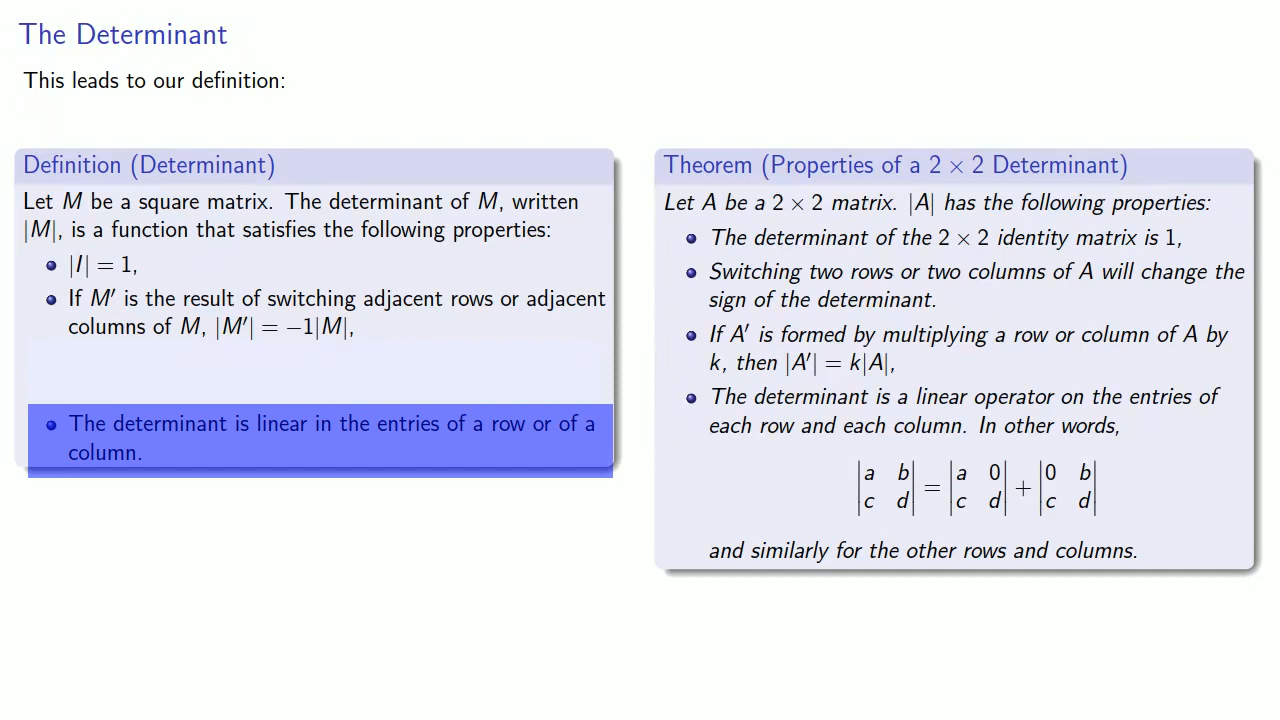 The Determinant
This leads to our definition:
Definition (Determinant)
Let M be a square matrix. The determinant of M, written
|M|, is a function that satisfies the following properties:
• |I| = 1,
• If M′ is the result of switching adjacent rows or adjacent
columns of M, |M′| = −1|M|,
• The determinant is linear in the entries of a row or of a
column.
Theorem (Properties of a 2 × 2 Determinant)
Let A be a 2 × 2 matrix. |A| has the following properties:
• The determinant of the 2 × 2 identity matrix is 1,
• Switching two rows or two columns of A will change the
sign of the determinant.
• If A′ is formed by multiplying a row or column of A by
k, then |A′| = k|A|,
• The determinant is a linear operator on the entries of
each row and each column. In other words,
|a b| = |a 0| + |0 b|
|c d| |c d| |c d|
and similarly for the other rows and columns.